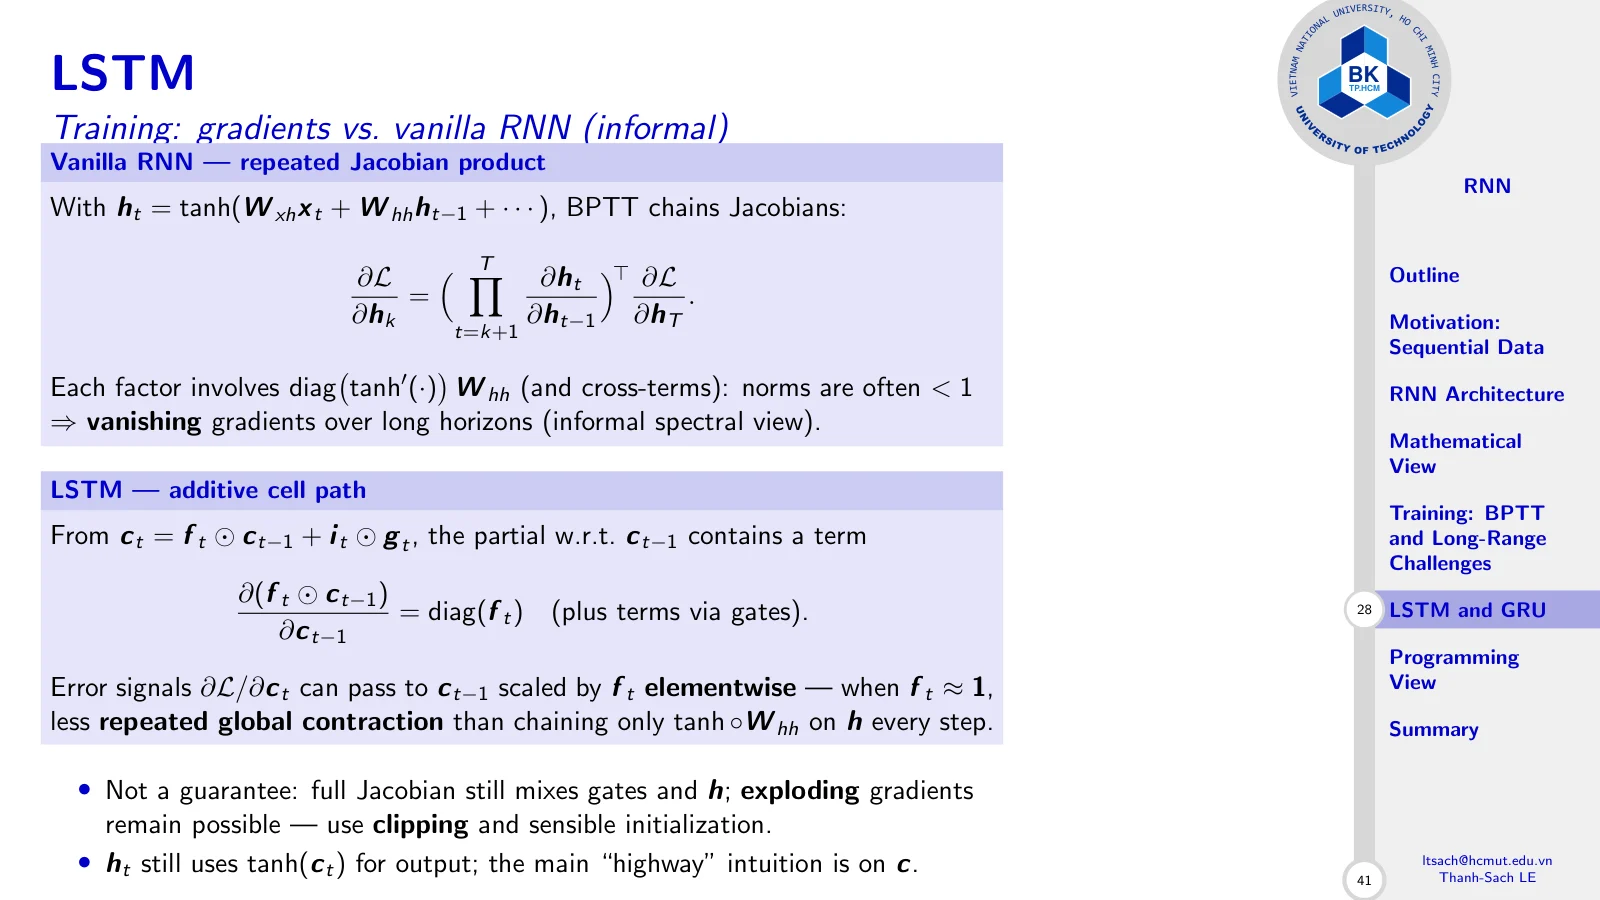 LSTM
Training: gradients vs. vanilla RNN (informal)
Vanilla RNN — repeated Jacobian product
With h_t = tanh(W_xh x_t + W_hh h_{t−1} + ⋯), BPTT chains Jacobians:
∂ℒ/∂h_k = (∏_{t=k+1}^{T} ∂h_t/∂h_{t−1})^⊤ ∂ℒ/∂h_T.
Each factor involves diag(tanh′(·)) W_hh (and cross-terms): norms are often < 1
⇒ vanishing gradients over long horizons (informal spectral view).
LSTM — additive cell path
From c_t = f_t ⊙ c_{t−1} + i_t ⊙ g_t, the partial w.r.t. c_{t−1} contains a term
∂(f_t ⊙ c_{t−1})/∂c_{t−1} = diag(f_t) (plus terms via gates).
Error signals ∂ℒ/∂c_t can pass to c_{t−1} scaled by f_t elementwise — when f_t ≈ 1,
less repeated global contraction than chaining only tanh ∘W_hh on h every step.
• Not a guarantee: full Jacobian still mixes gates and h; exploding gradients
remain possible — use clipping and sensible initialization.
• h_t still uses tanh(c_t) for output; the main “highway” intuition is on c.
VIETNAM NATIONAL UNIVERSITY, HO CHI MINH CITY
BK
TP.HCM
UNIVERSITY OF TECHNOLOGY
RNN
Outline
Motivation:
Sequential Data
RNN Architecture
Mathematical
View
Training: BPTT
and Long-Range
Challenges
28
LSTM and GRU
Programming
View
Summary
ltsach@hcmut.edu.vn
Thanh-Sach LE
41